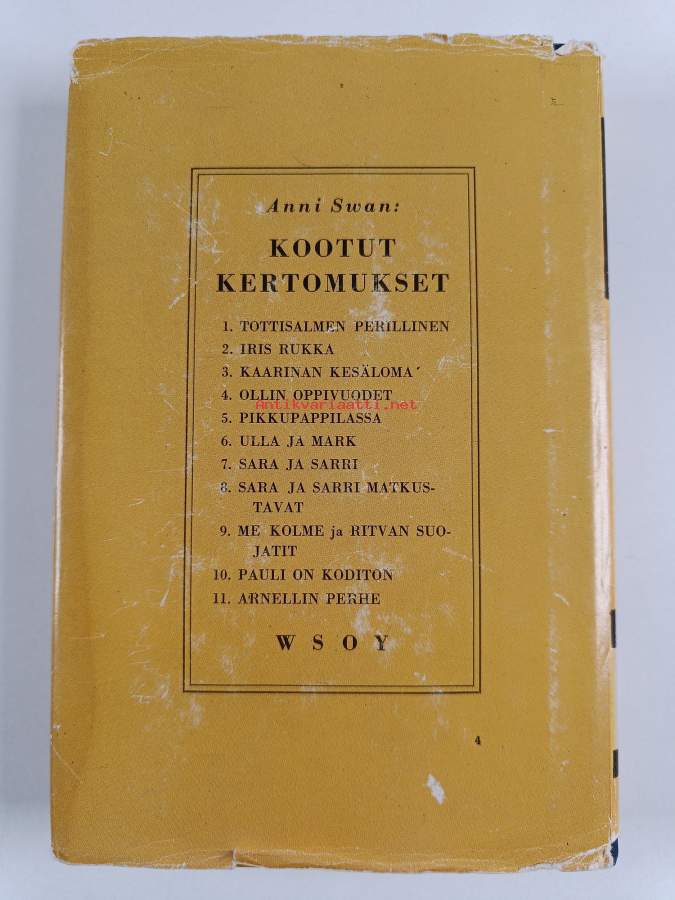 Anni Swan:
KOOTUT
KERTOMUKSET
1. TOTTISALMEN PERILLINEN
2. IRIS RUKKA
3. KAARINAN KESÄLOMA
4. OLLIN OPPIVUODET
Antikvariaatti.net
5. PIKKUPAPPILASSA
6. ULLA JA MARK
7. SARA JA SARRI
8. SARA JA SARRI MATKUS-
TAVAT
9. ME KOLME ja RITVAN SUO-
JATIT
10. PAULI ON KODITON
11. ARNELLIN PERHE
WSOY
4